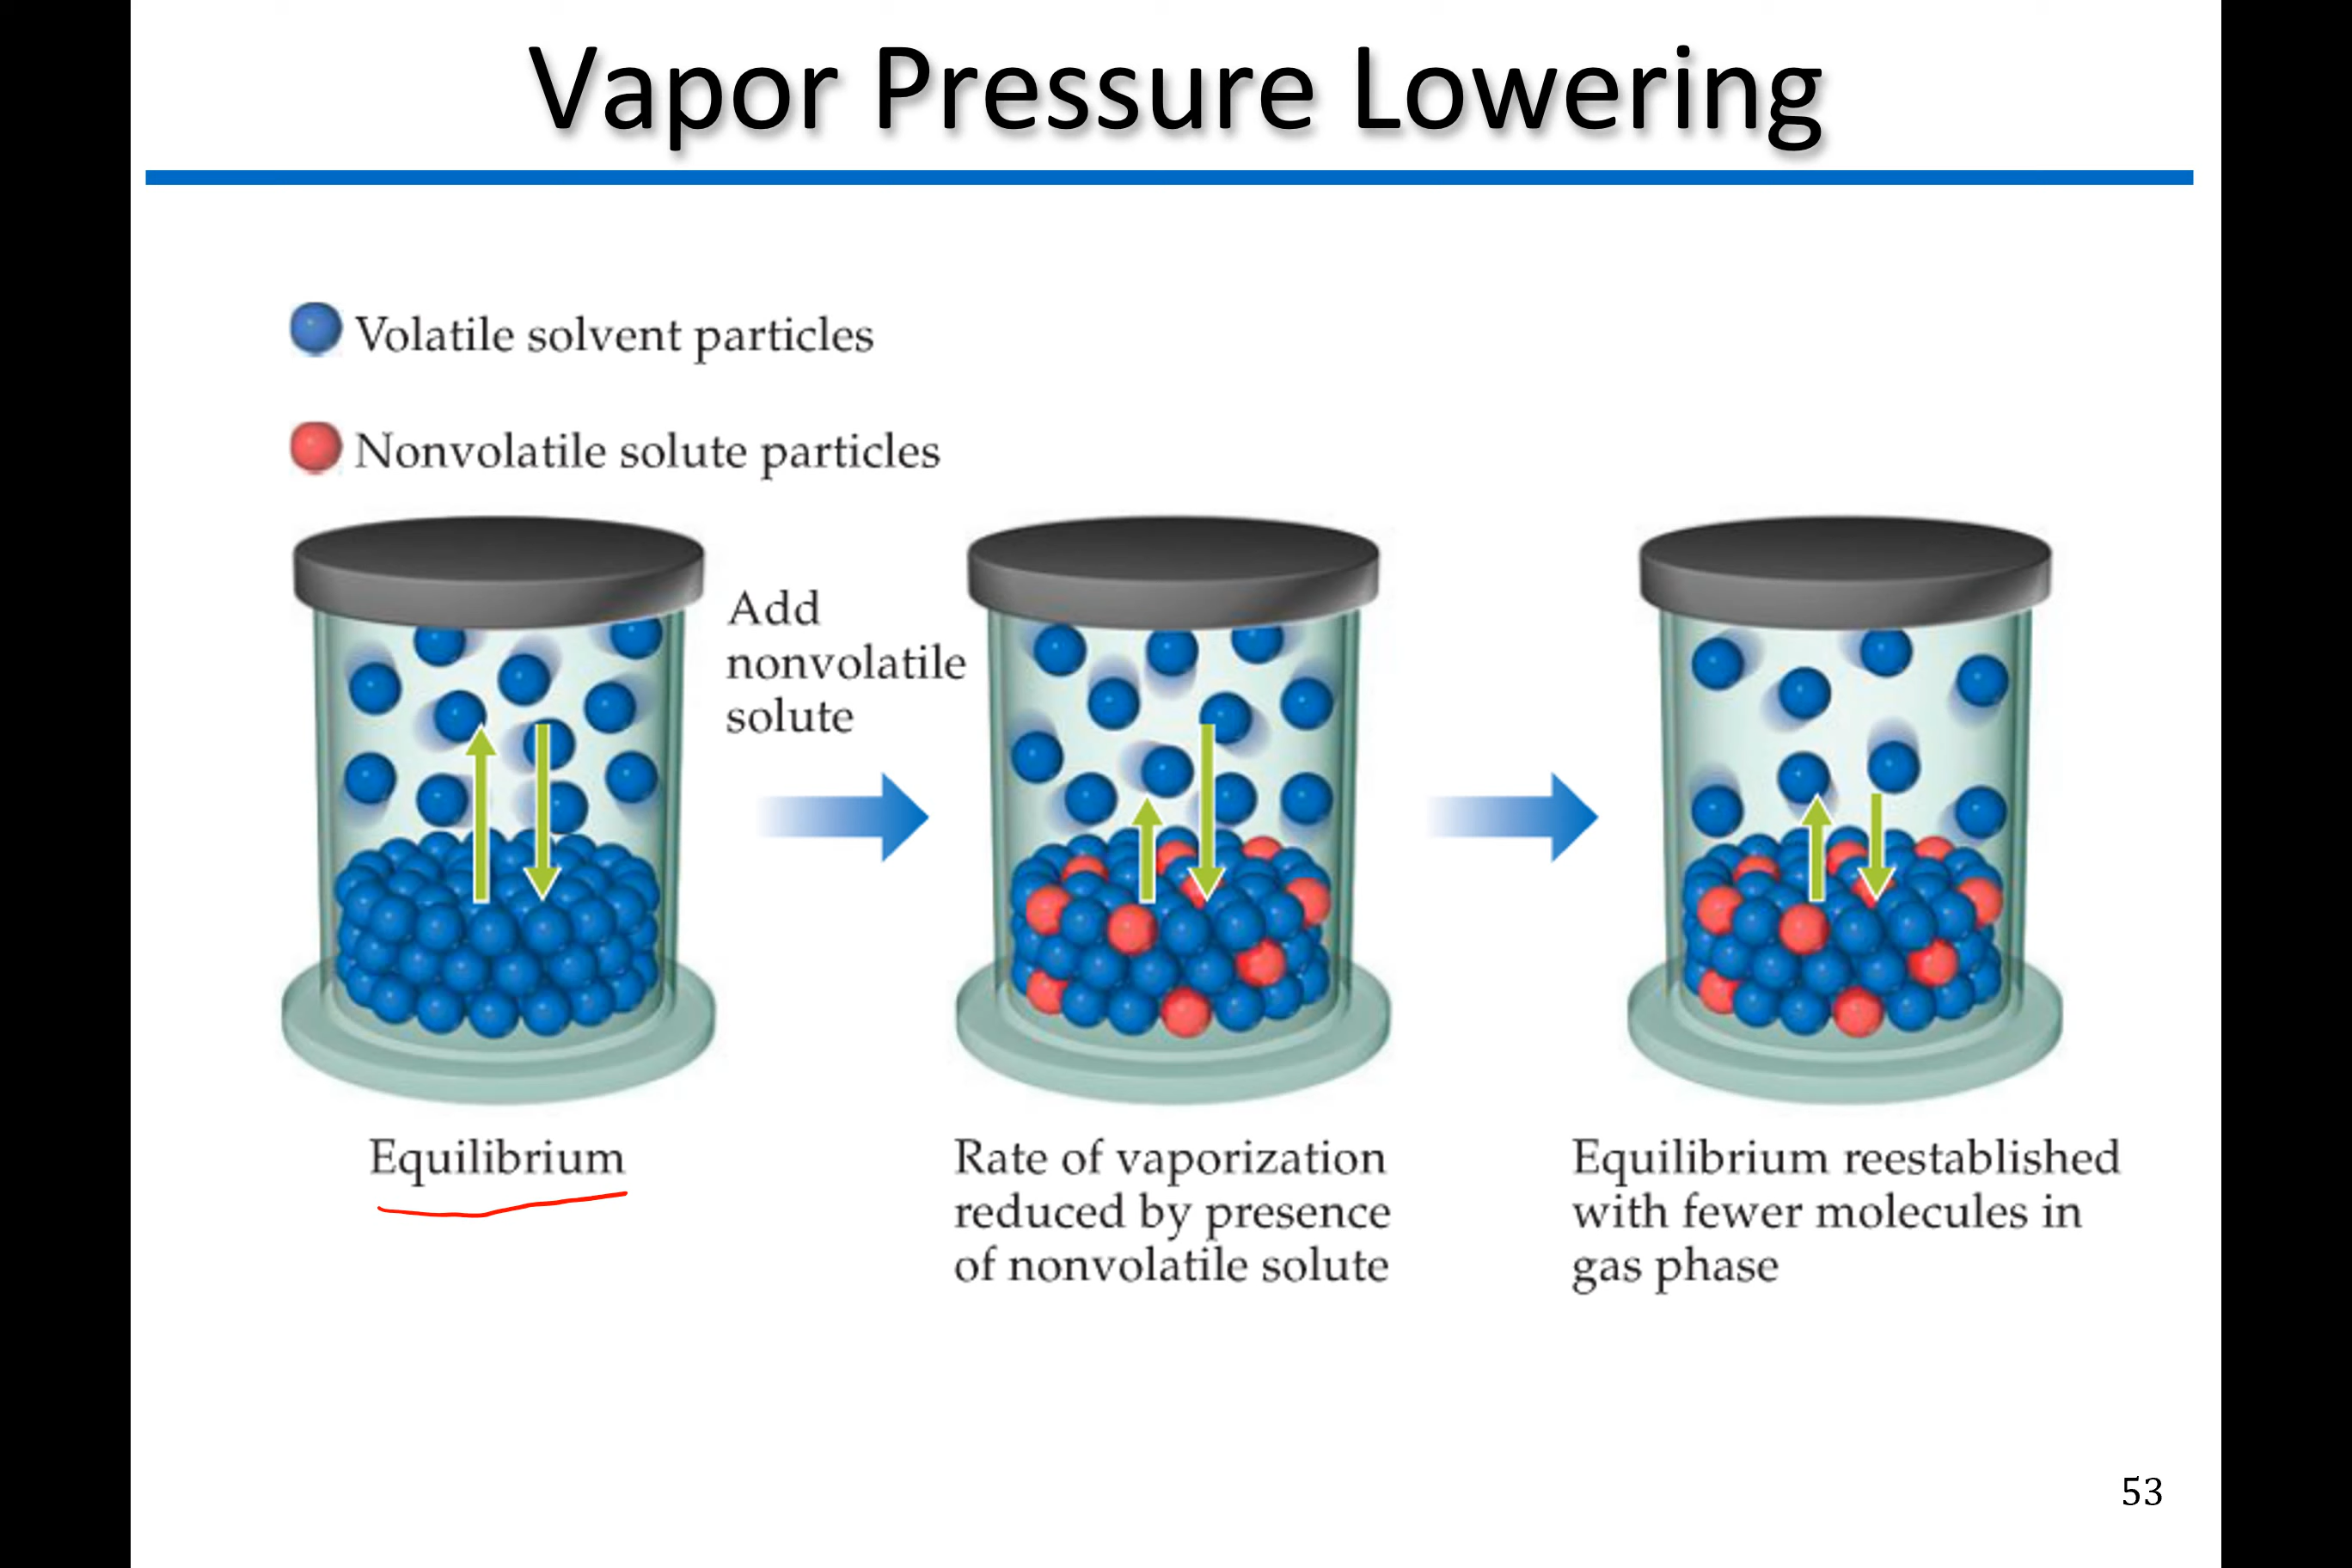 Vapor Pressure Lowering
Volatile solvent particles
Nonvolatile solute particles
Add
nonvolatile
solute
Equilibrium
Rate of vaporization
reduced by presence
of nonvolatile solute
Equilibrium reestablished
with fewer molecules in
gas phase
53